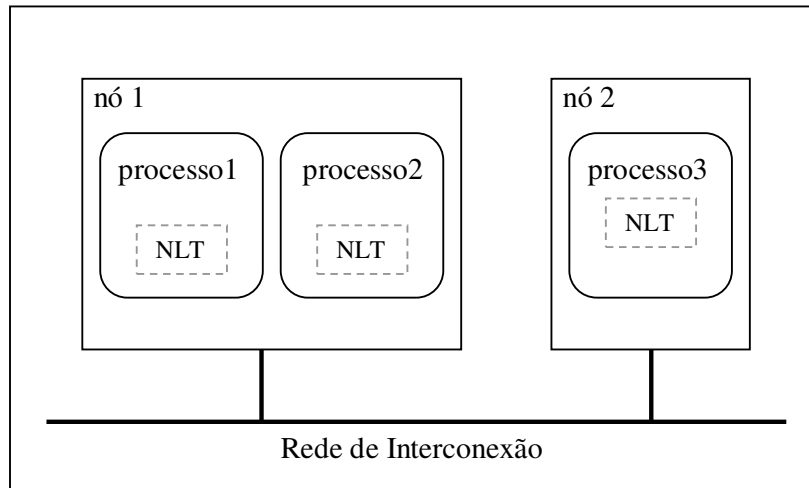 nó 1
nó 2
processo1
processo2
processo3
NLT
NLT
NLT
Rede de Interconexão